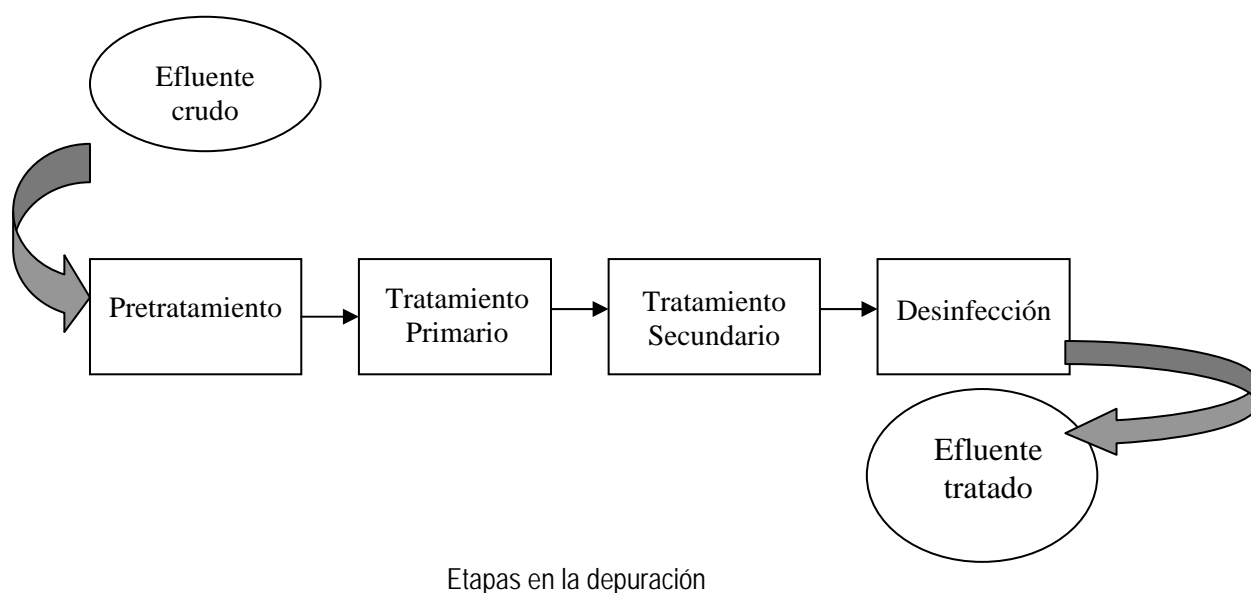 Efluente
crudo
Pretratamiento
Tratamiento
Primario
Tratamiento
Secundario
Desinfección
Efluente
tratado
Etapas en la depuración